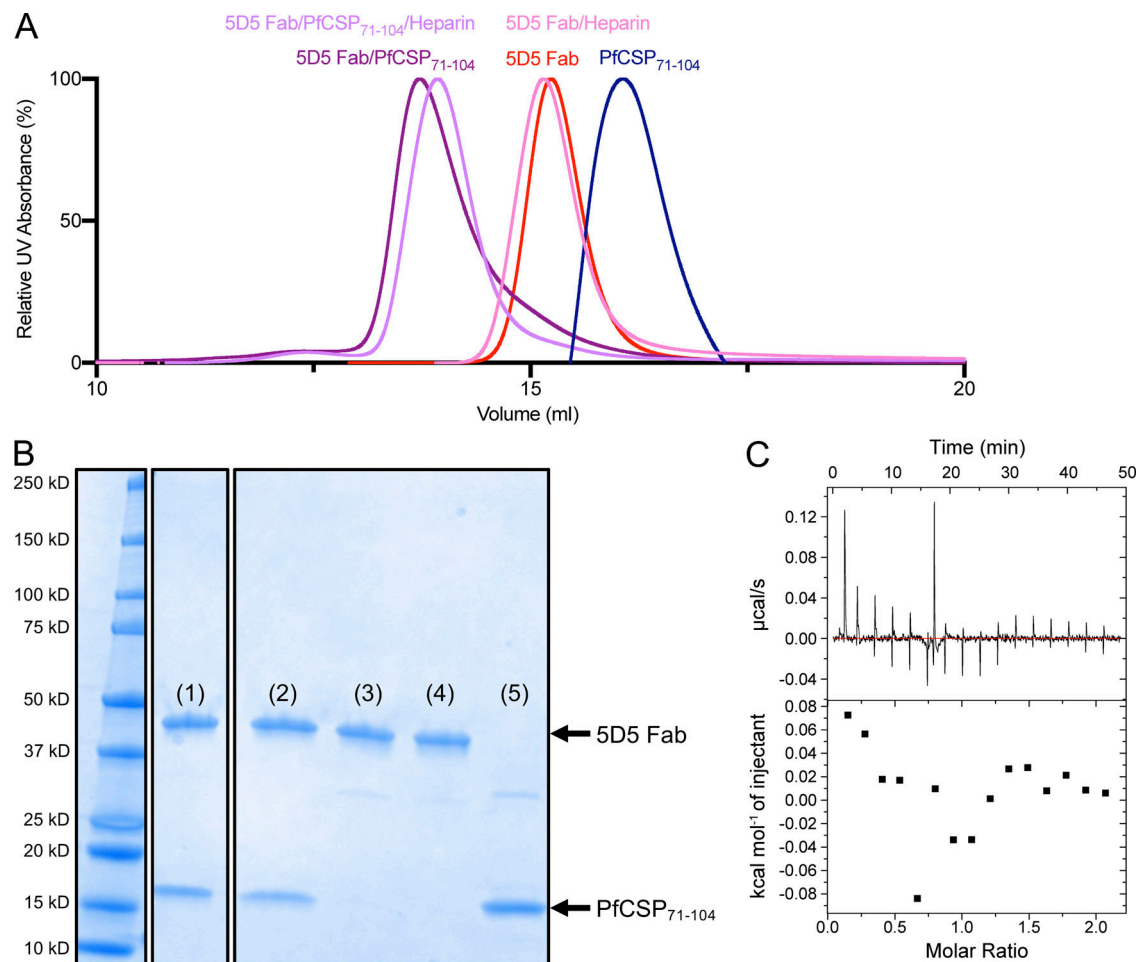 A
5D5 Fab/PfCSP71-104/Heparin
5D5 Fab/Heparin
5D5 Fab/PfCSP71-104
5D5 Fab
PfCSP71-104
100
50
0
Relative UV Absorbance (%)
10
15
20
Volume (ml)
B
250 kD
150 kD
100 kD
75 kD
50 kD
37 kD
25 kD
20 kD
15 kD
10 kD
(1)
(2)
(3)
(4)
(5)
5D5 Fab
PfCSP71-104
C
Time (min)
0 10 20 30 40 50
0.12
0.08
0.04
0.00
-0.04
µcal/s
0.08
0.06
0.04
0.02
0.00
-0.02
-0.04
-0.06
-0.08
kcal mol-1 of injectant
0.0 0.5 1.0 1.5 2.0
Molar Ratio